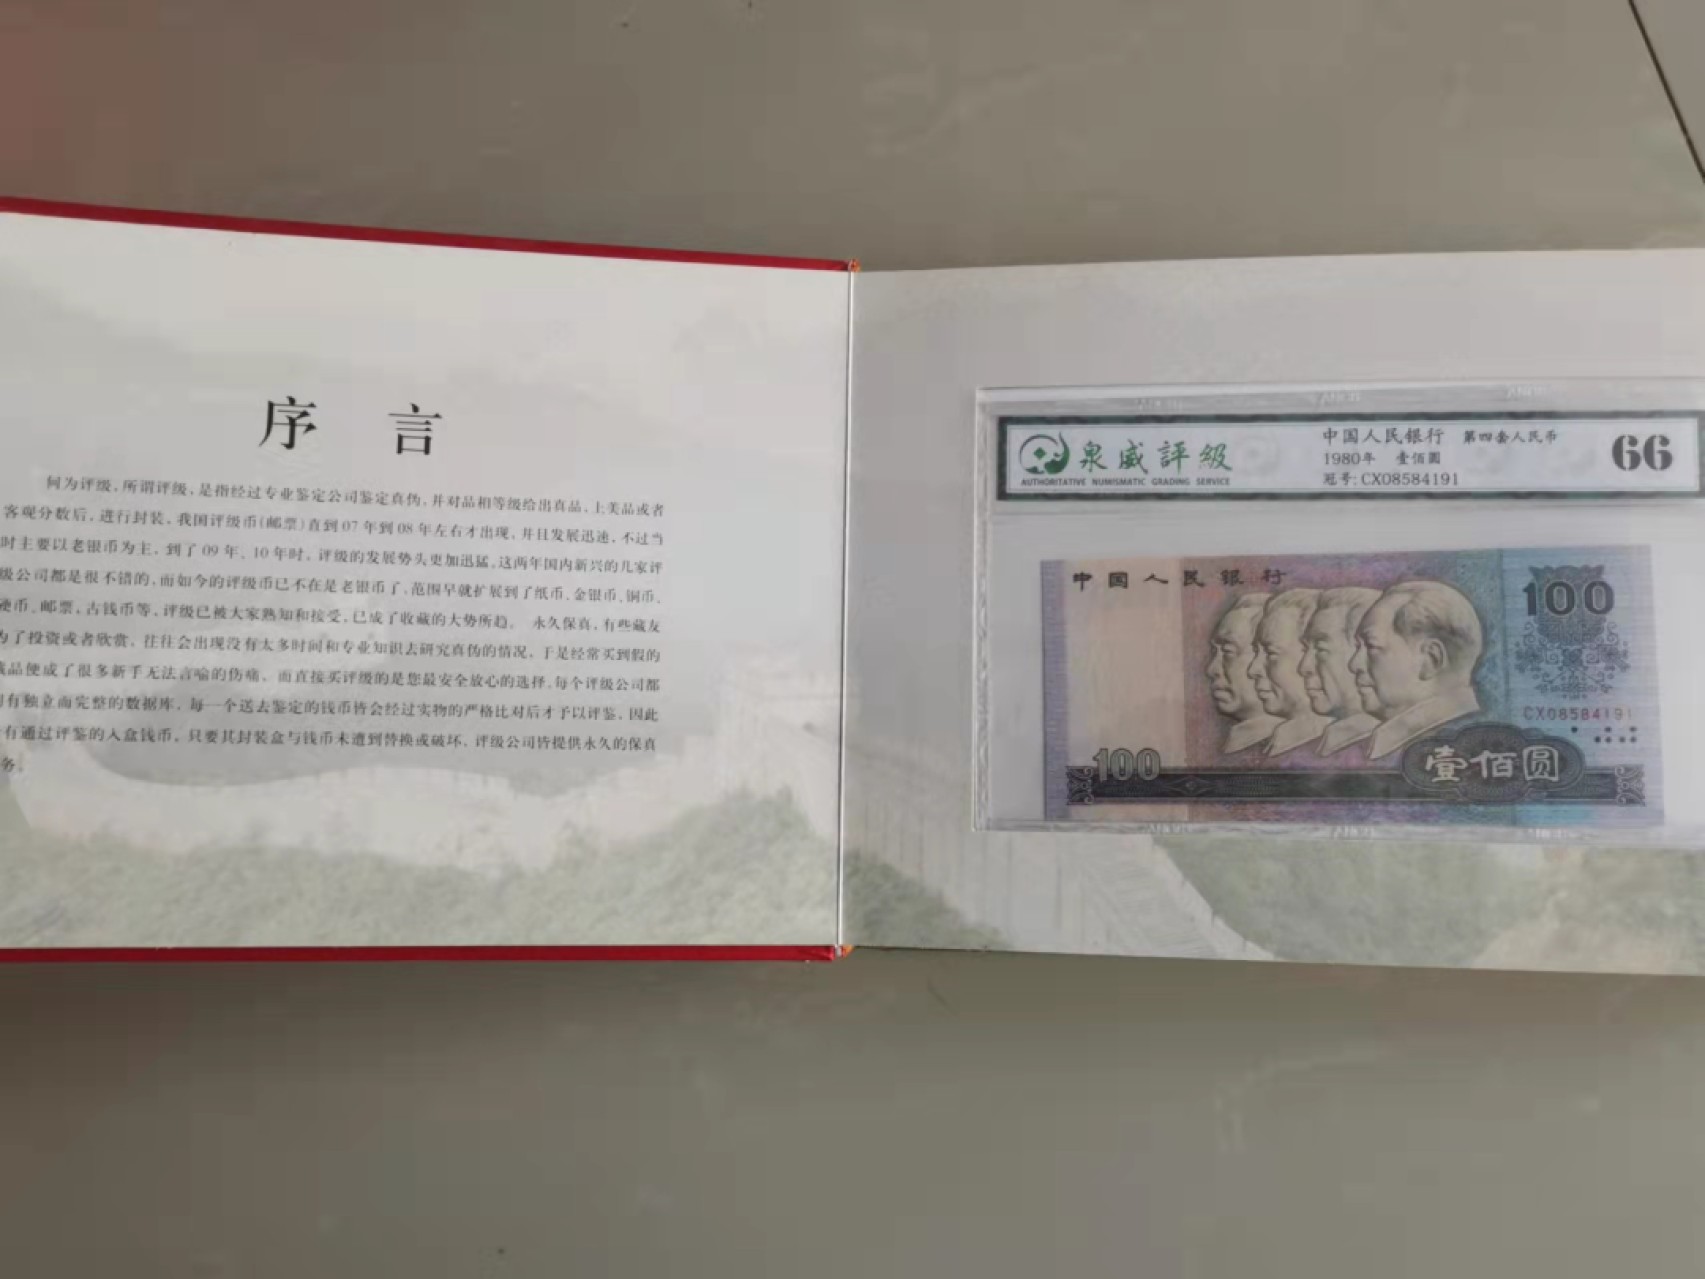 序 言
何为评级,所谓评级,是指经过专业鉴定公司鉴定真伪,并对品相等级给出真品,上美品或者
客观分数后,进行封装,我国评级币(邮票)直到07年到08年左右才出现,并且发展迅速,不过当
时主要以老银币为主,到了09年、10年时,评级的发展势头更加迅猛,这两年国内新兴的几家评
级公司都是很不错的,而如今的评级币已不在是老银币了,范围早就扩展到了纸币、金银币、铜币、
硬币、邮票,古钱币等,评级已被大家熟知和接受,已成了收藏的大势所趋。 永久保真,有些藏友
为了投资或者欣赏,往往会出现没有太多时间和专业知识去研究真伪的情况,于是经常买到假的
藏品便成了很多新手无法言喻的伤痛、而直接买评级的是您最安全放心的选择,每个评级公司都
有独立而完整的数据库,每一个送去鉴定的钱币皆会经过实物的严格比对后才予以评鉴,因此
有通过评鉴的入盒钱币,只要其封装盒与钱币未遭到替换或破坏、评级公司皆提供永久的保真
务。
泉威評級
AUTHORITATIVE NUMISMATIC GRADING SERVICE
中国人民银行 第四套人民币
1980年 壹佰圆
冠号:CX08584191
66
中国人民银行
100
CX08584191
100
壹佰圆